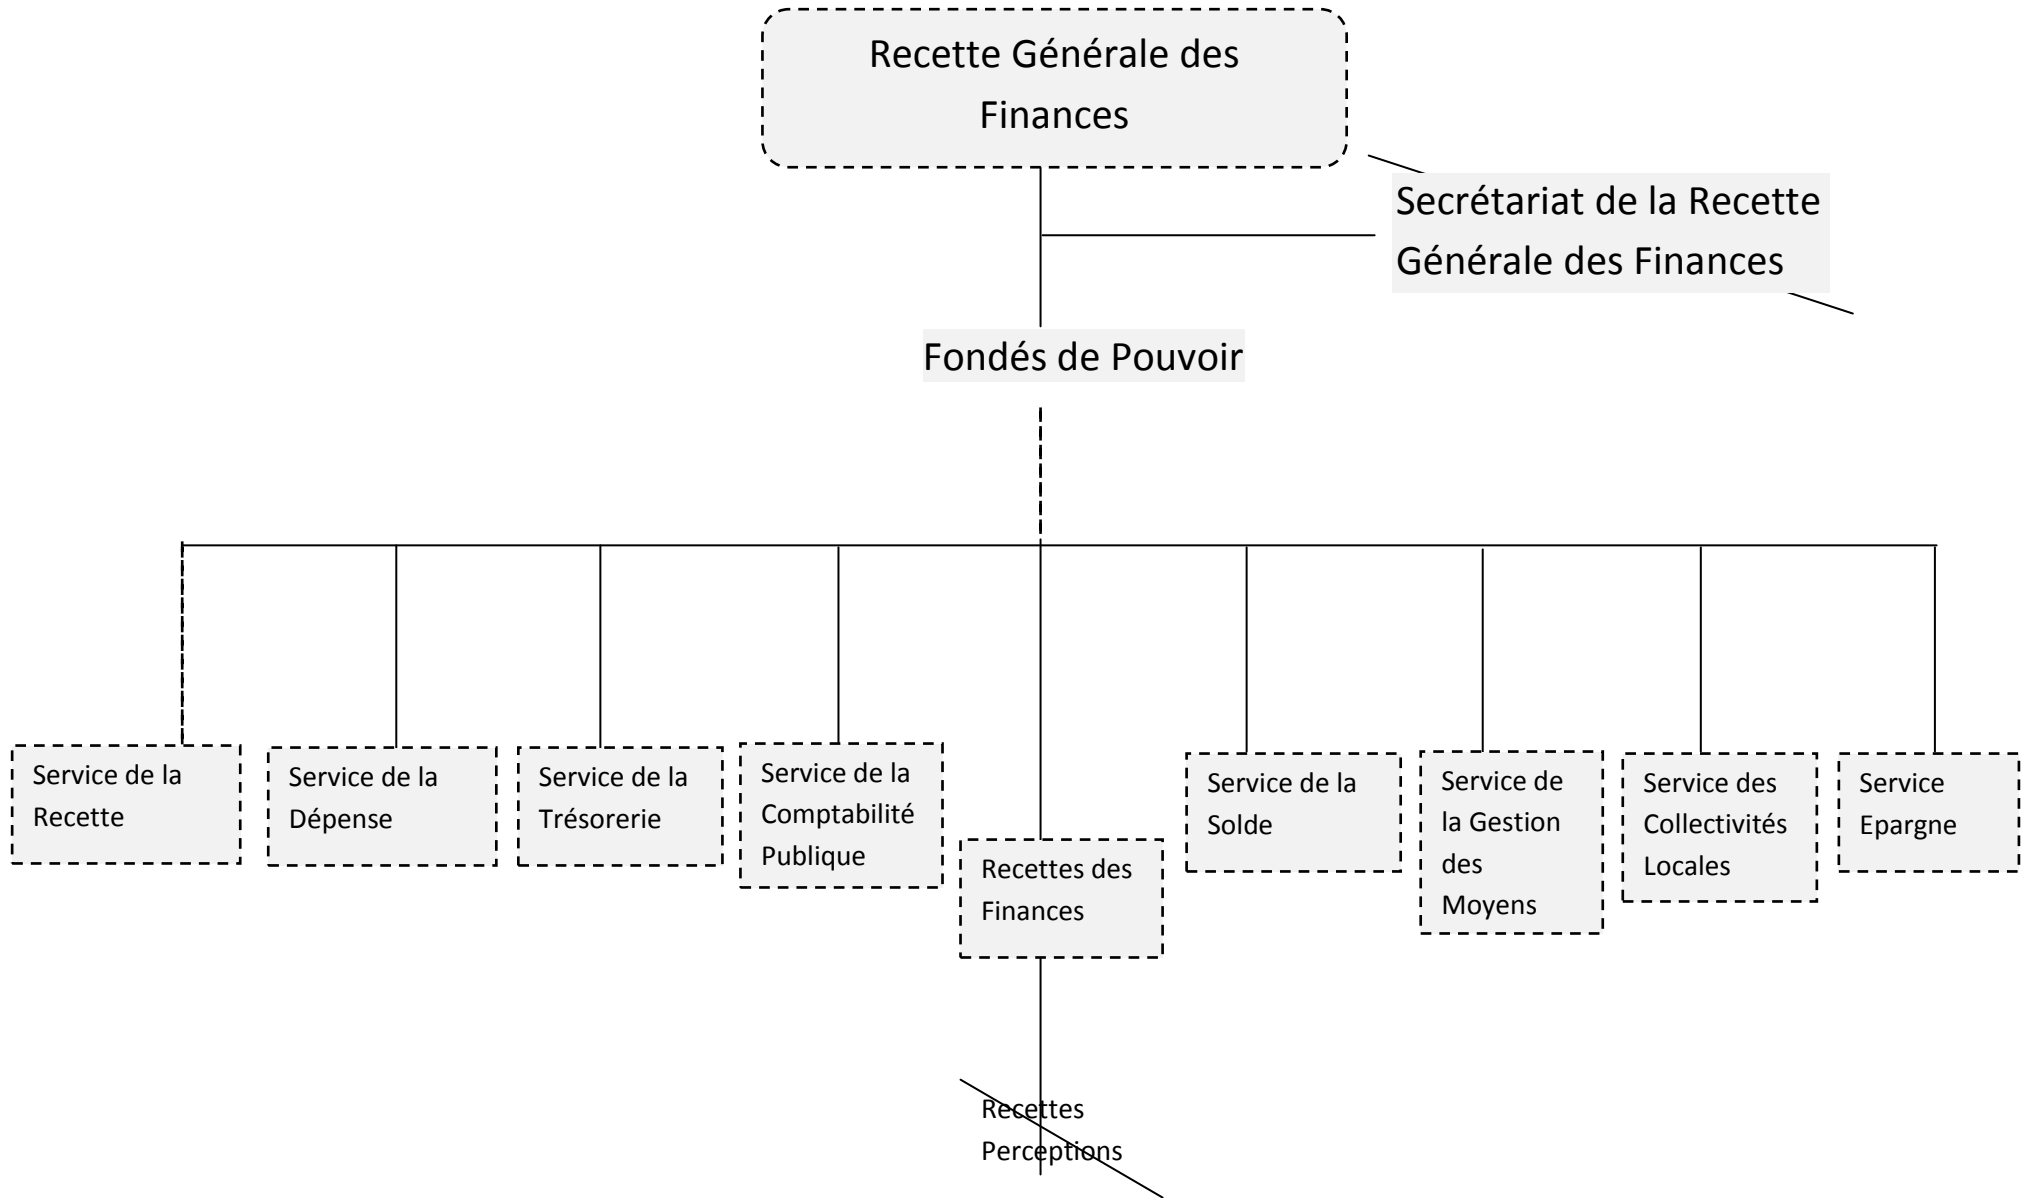 Recette Générale des
Finances
Secrétariat de la Recette
Générale des Finances
Fondés de Pouvoir
Service de la
Recette
Service de la
Dépense
Service de la
Trésorerie
Service de la
Comptabilité
Publique
Recettes des
Finances
Service de la
Solde
Service de
la Gestion
des
Moyens
Service des
Collectivités
Locales
Service
Epargne
Recettes
Perceptions